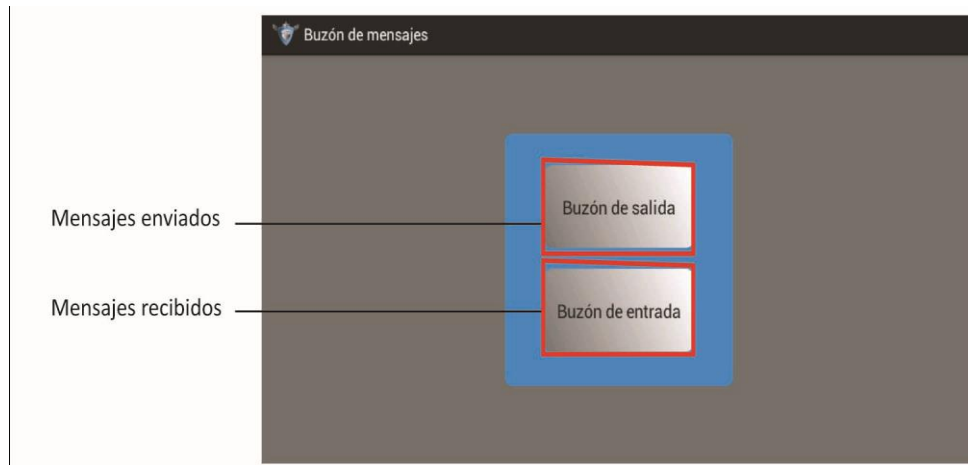 Buzón de mensajes
Mensajes enviados
Buzón de salida
Mensajes recibidos
Buzón de entrada